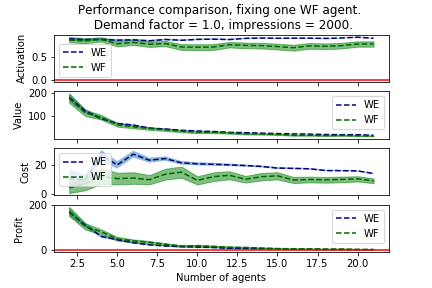 Performance comparison, fixing one WF agent.
Demand factor = 1.0, impressions = 2000.
Activation
0.5
0.0
WE
WF
Value
200
100
WE
WF
Cost
20
0
WE
WF
Profit
200
0
WE
WF
2.5 5.0 7.5 10.0 12.5 15.0 17.5 20.0
Number of agents